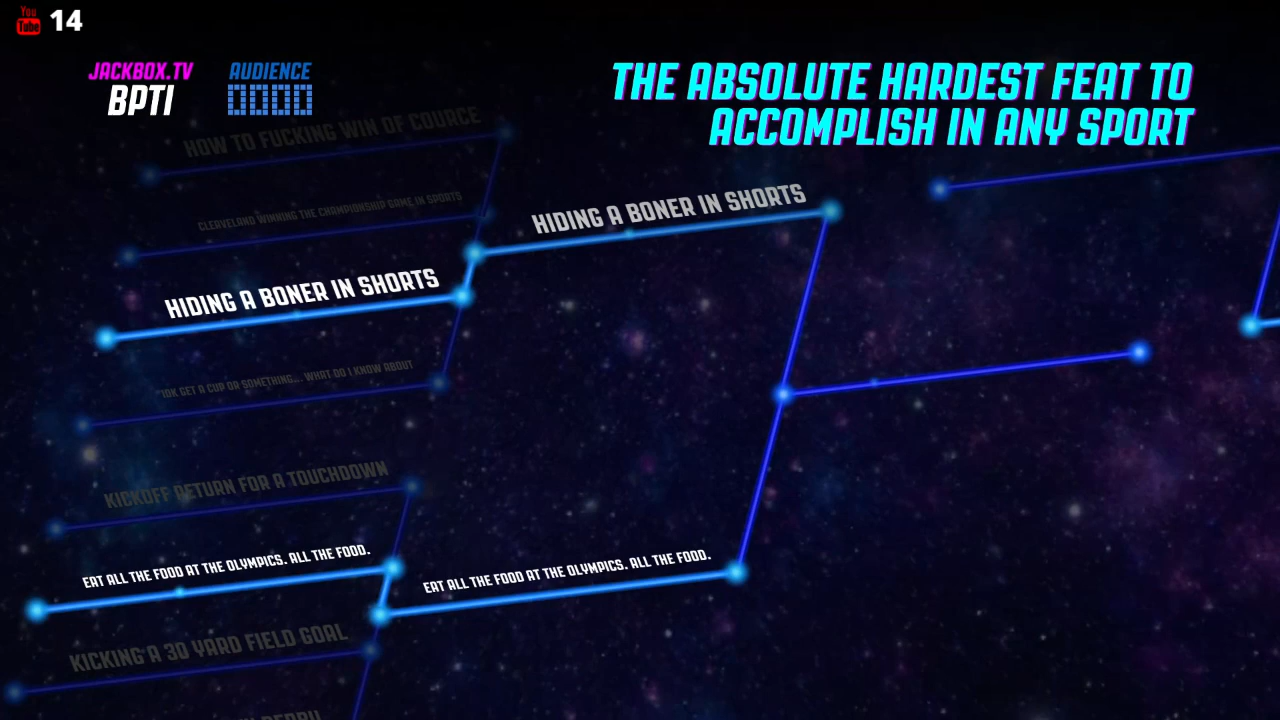 You
Tube
14
JACKBOX.TV
BPTI
AUDIENCE
0000
THE ABSOLUTE HARDEST FEAT TO
ACCOMPLISH IN ANY SPORT
HOW TO FUCKING WIN OF COURCE
CLERVELAND WINNING THE CHAMPIONSHIP GAME IN SPORTS
HIDING A BONER IN SHORTS
HIDING A BONER IN SHORTS
"IDK GET A CUP OR SOMETHING... WHAT DO I KNOW ABOUT
KICKOFF RETURN FOR A TOUCHDOWN
EAT ALL THE FOOD AT THE OLYMPICS. ALL THE FOOD.
EAT ALL THE FOOD AT THE OLYMPICS. ALL THE FOOD.
KICKING A 30 YARD FIELD GOAL